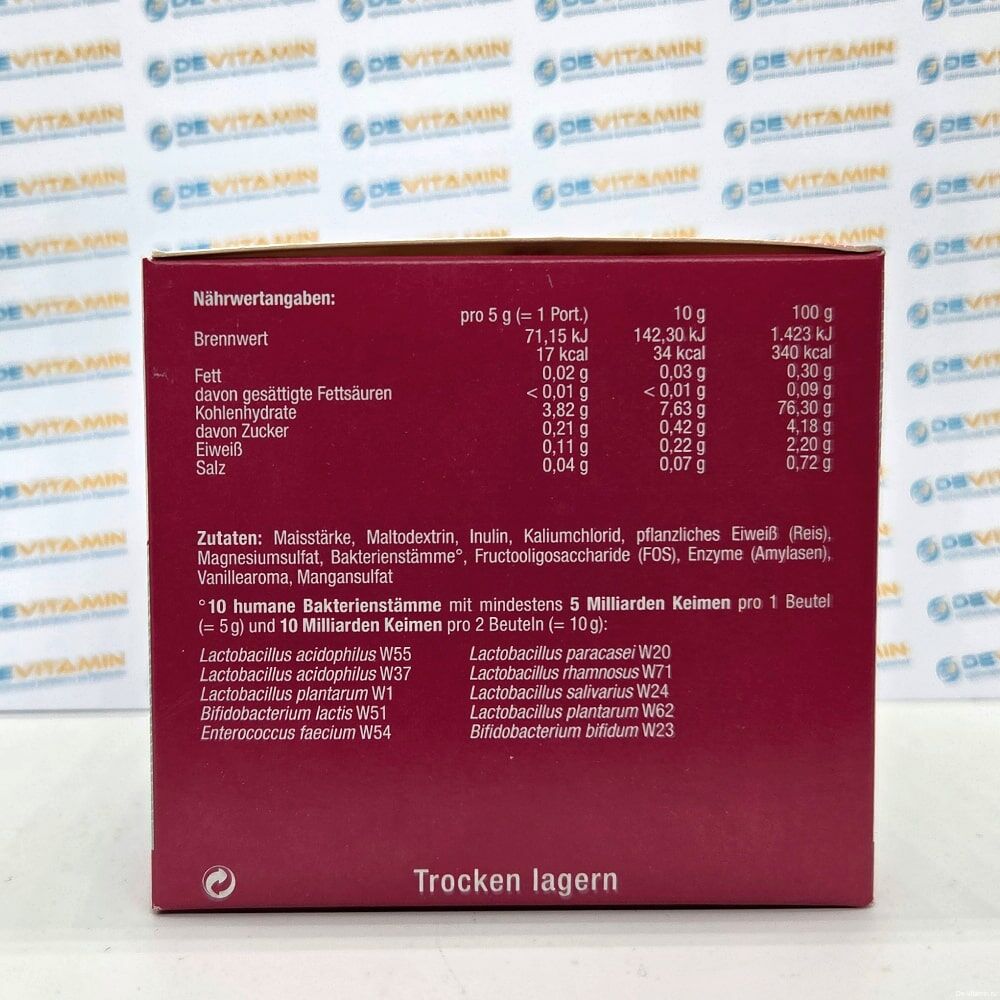 DEVITAMIN
Nährwertangaben:
pro 5 g (= 1 Port.) 10 g 100 g
Brennwert 71,15 kJ 142,30 kJ 1.423 kJ
17 kcal 34 kcal 340 kcal
Fett 0,02 g 0,03 g 0,30 g
davon gesättigte Fettsäuren < 0,01 g < 0,01 g 0,09 g
Kohlenhydrate 3,82 g 7,63 g 76,30 g
davon Zucker 0,21 g 0,42 g 4,18 g
Eiweiß 0,11 g 0,22 g 2,20 g
Salz 0,04 g 0,07 g 0,72 g
Zutaten: Maisstärke, Maltodextrin, Inulin, Kaliumchlorid, pflanzliches Eiweiß (Reis),
Magnesiumsulfat, Bakterienstämme°, Fructooligosaccharide (FOS), Enzyme (Amylasen),
Vanillearoma, Mangansulfat
°10 humane Bakterienstämme mit mindestens 5 Milliarden Keimen pro 1 Beutel
(= 5 g) und 10 Milliarden Keimen pro 2 Beuteln (= 10 g):
Lactobacillus acidophilus W55 Lactobacillus paracasei W20
Lactobacillus acidophilus W37 Lactobacillus rhamnosus W71
Lactobacillus plantarum W1 Lactobacillus salivarius W24
Bifidobacterium lactis W51 Lactobacillus plantarum W62
Enterococcus faecium W54 Bifidobacterium bifidum W23
Trocken lagern